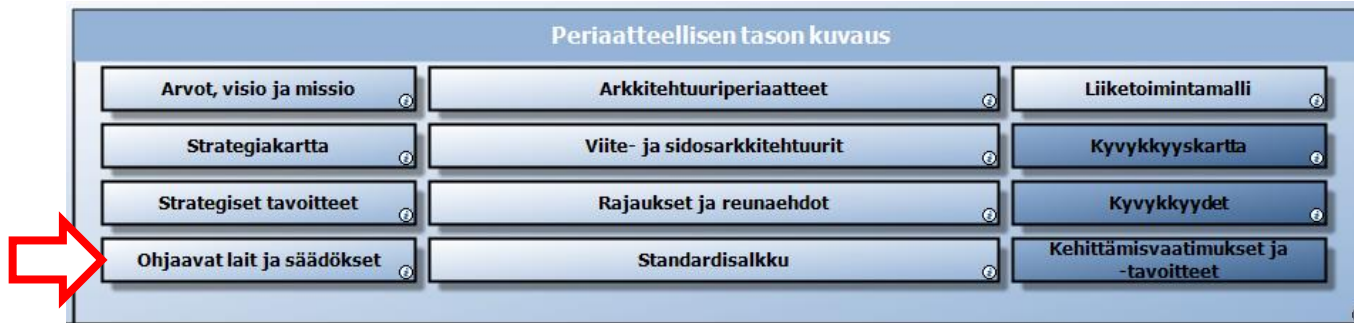 Periaatteellisen tason kuvaus
Arvot, visio ja missio
Arkkitehtuuriperiaatteet
Liiketoimintamalli
Strategiakartta
Viite- ja sidosarkkitehtuurit
Kyvykkyyskartta
Strategiset tavoitteet
Rajaukset ja reunaehdot
Kyvykkyydet
Ohjaavat lait ja säädökset
Standardisalkku
Kehittämisvaatimukset ja
-tavoitteet